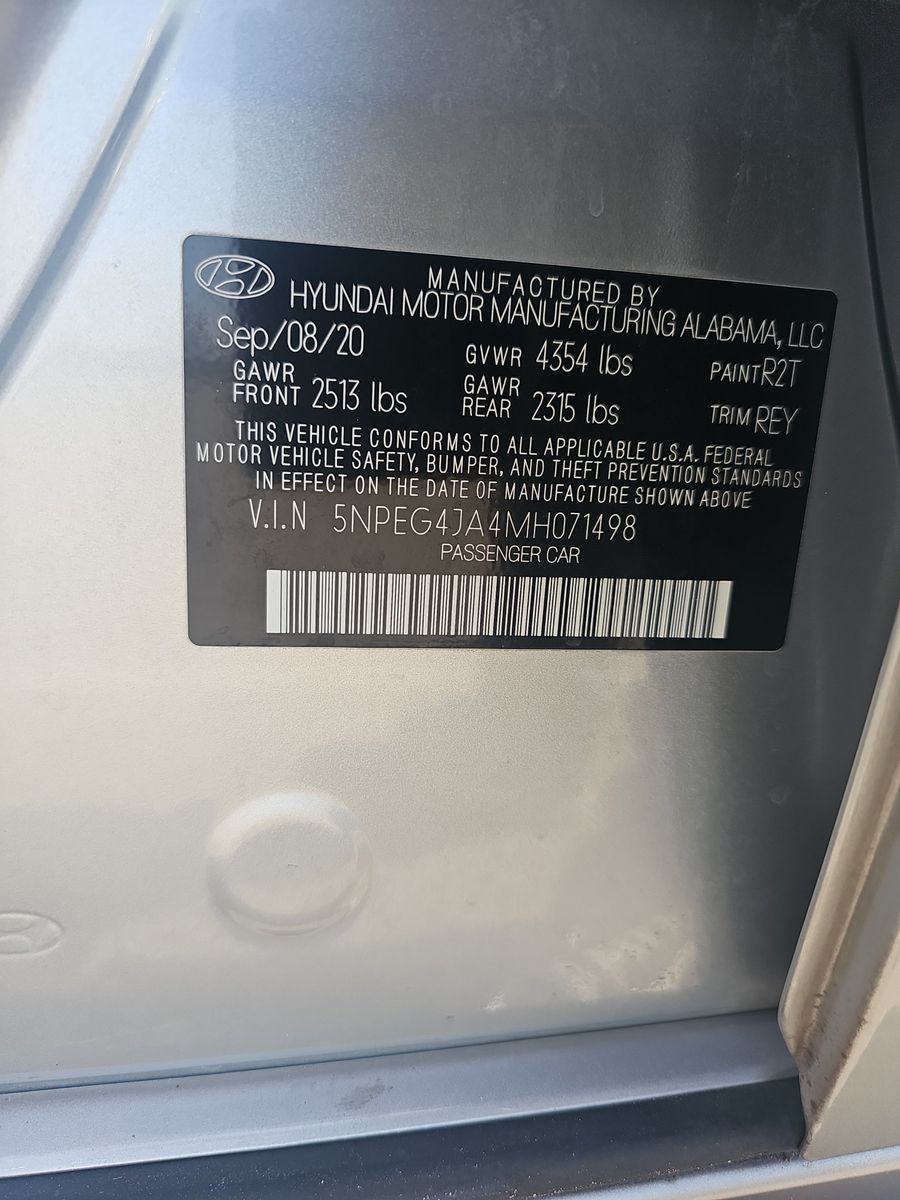 MANUFACTURED BY
HYUNDAI MOTOR MANUFACTURING ALABAMA, LLC
Sep/08/20 GVWR 4354 lbs PAINT R2T
GAWR FRONT 2513 lbs GAWR REAR 2315 lbs TRIM REY
THIS VEHICLE CONFORMS TO ALL APPLICABLE U.S.A. FEDERAL
MOTOR VEHICLE SAFETY, BUMPER, AND THEFT PREVENTION STANDARDS
IN EFFECT ON THE DATE OF MANUFACTURE SHOWN ABOVE
V.I.N 5NPEG4JA4MH071498
PASSENGER CAR